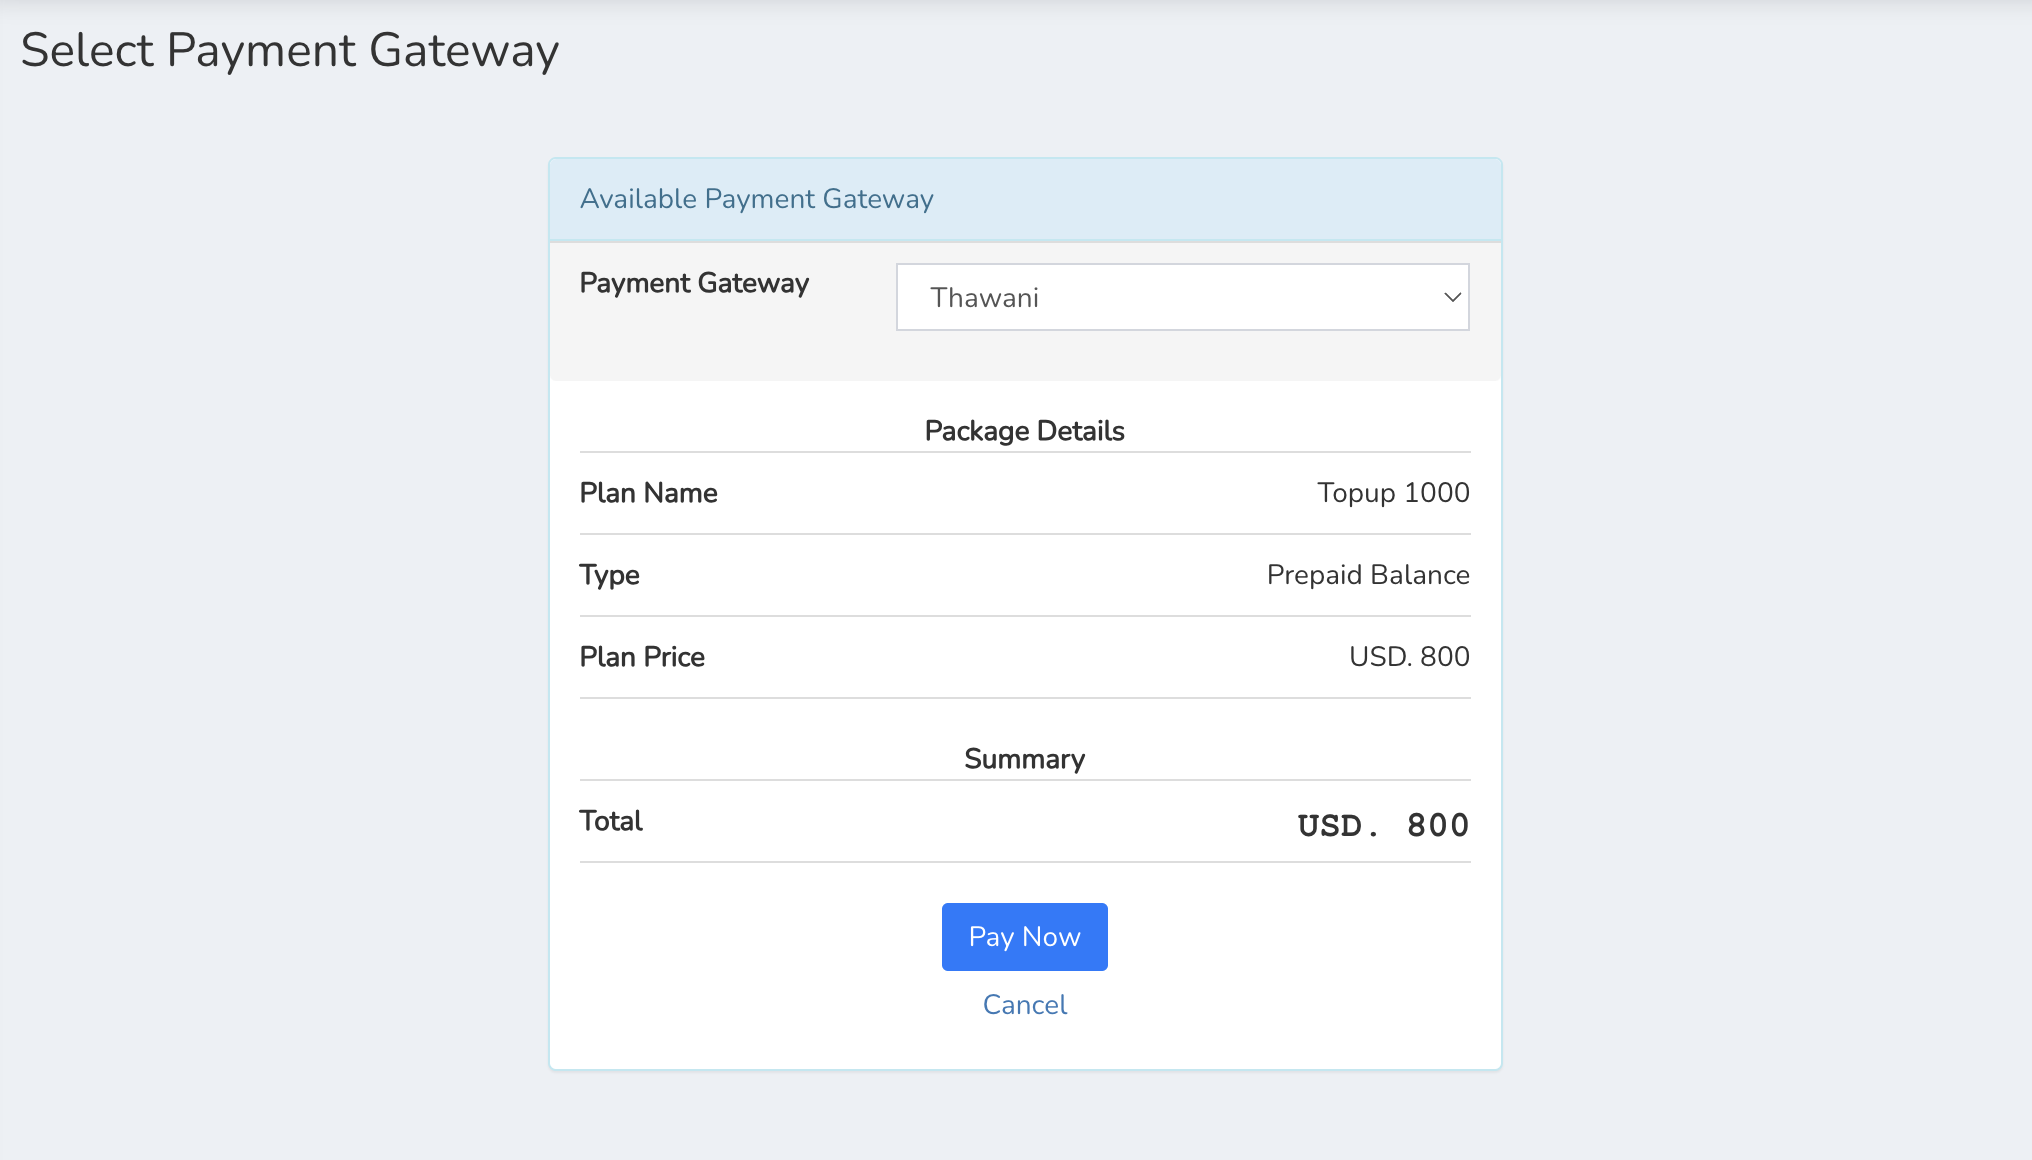 Select Payment Gateway
Available Payment Gateway
Payment Gateway Thawani
Package Details
Plan Name Topup 1000
Type Prepaid Balance
Plan Price USD. 800
Summary
Total USD. 800
Pay Now
Cancel